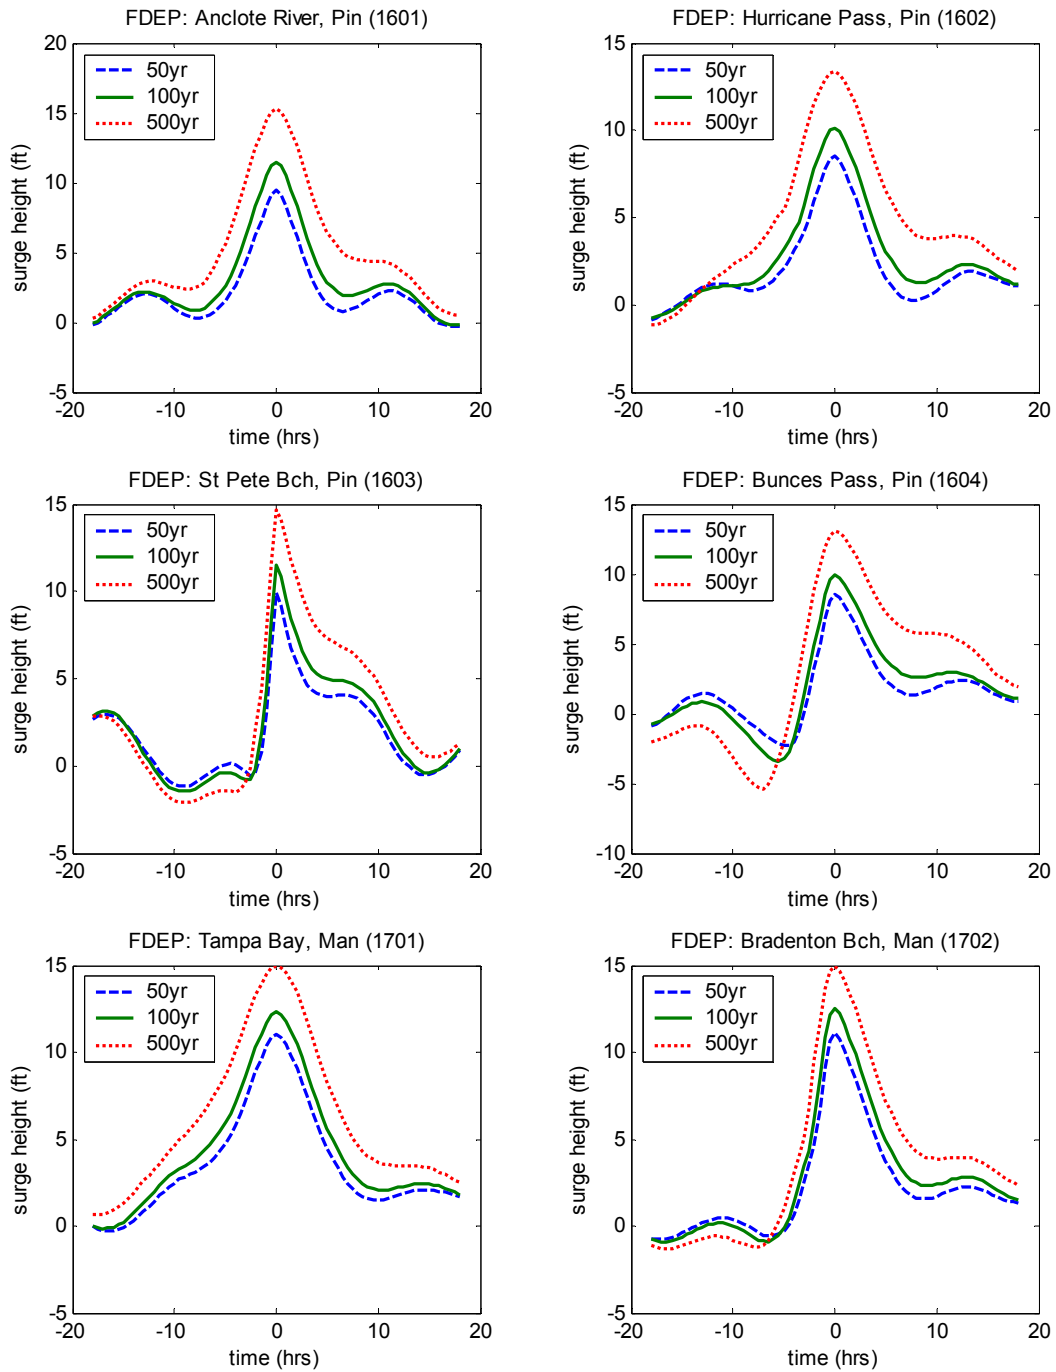 FDEP: Anclote River, Pin (1601)
20
15
10
5
0
-5
-20
-10
0
10
20
surge height (ft)
time (hrs)
50yr
100yr
500yr
FDEP: Hurricane Pass, Pin (1602)
15
10
5
0
-5
-20
-10
0
10
20
surge height (ft)
time (hrs)
50yr
100yr
500yr
FDEP: St Pete Bch, Pin (1603)
15
10
5
0
-5
-20
-10
0
10
20
surge height (ft)
time (hrs)
50yr
100yr
500yr
FDEP: Bunces Pass, Pin (1604)
15
10
5
0
-5
-10
-20
-10
0
10
20
surge height (ft)
time (hrs)
50yr
100yr
500yr
FDEP: Tampa Bay, Man (1701)
15
10
5
0
-5
-20
-10
0
10
20
surge height (ft)
time (hrs)
50yr
100yr
500yr
FDEP: Bradenton Bch, Man (1702)
15
10
5
0
-5
-20
-10
0
10
20
surge height (ft)
time (hrs)
50yr
100yr
500yr